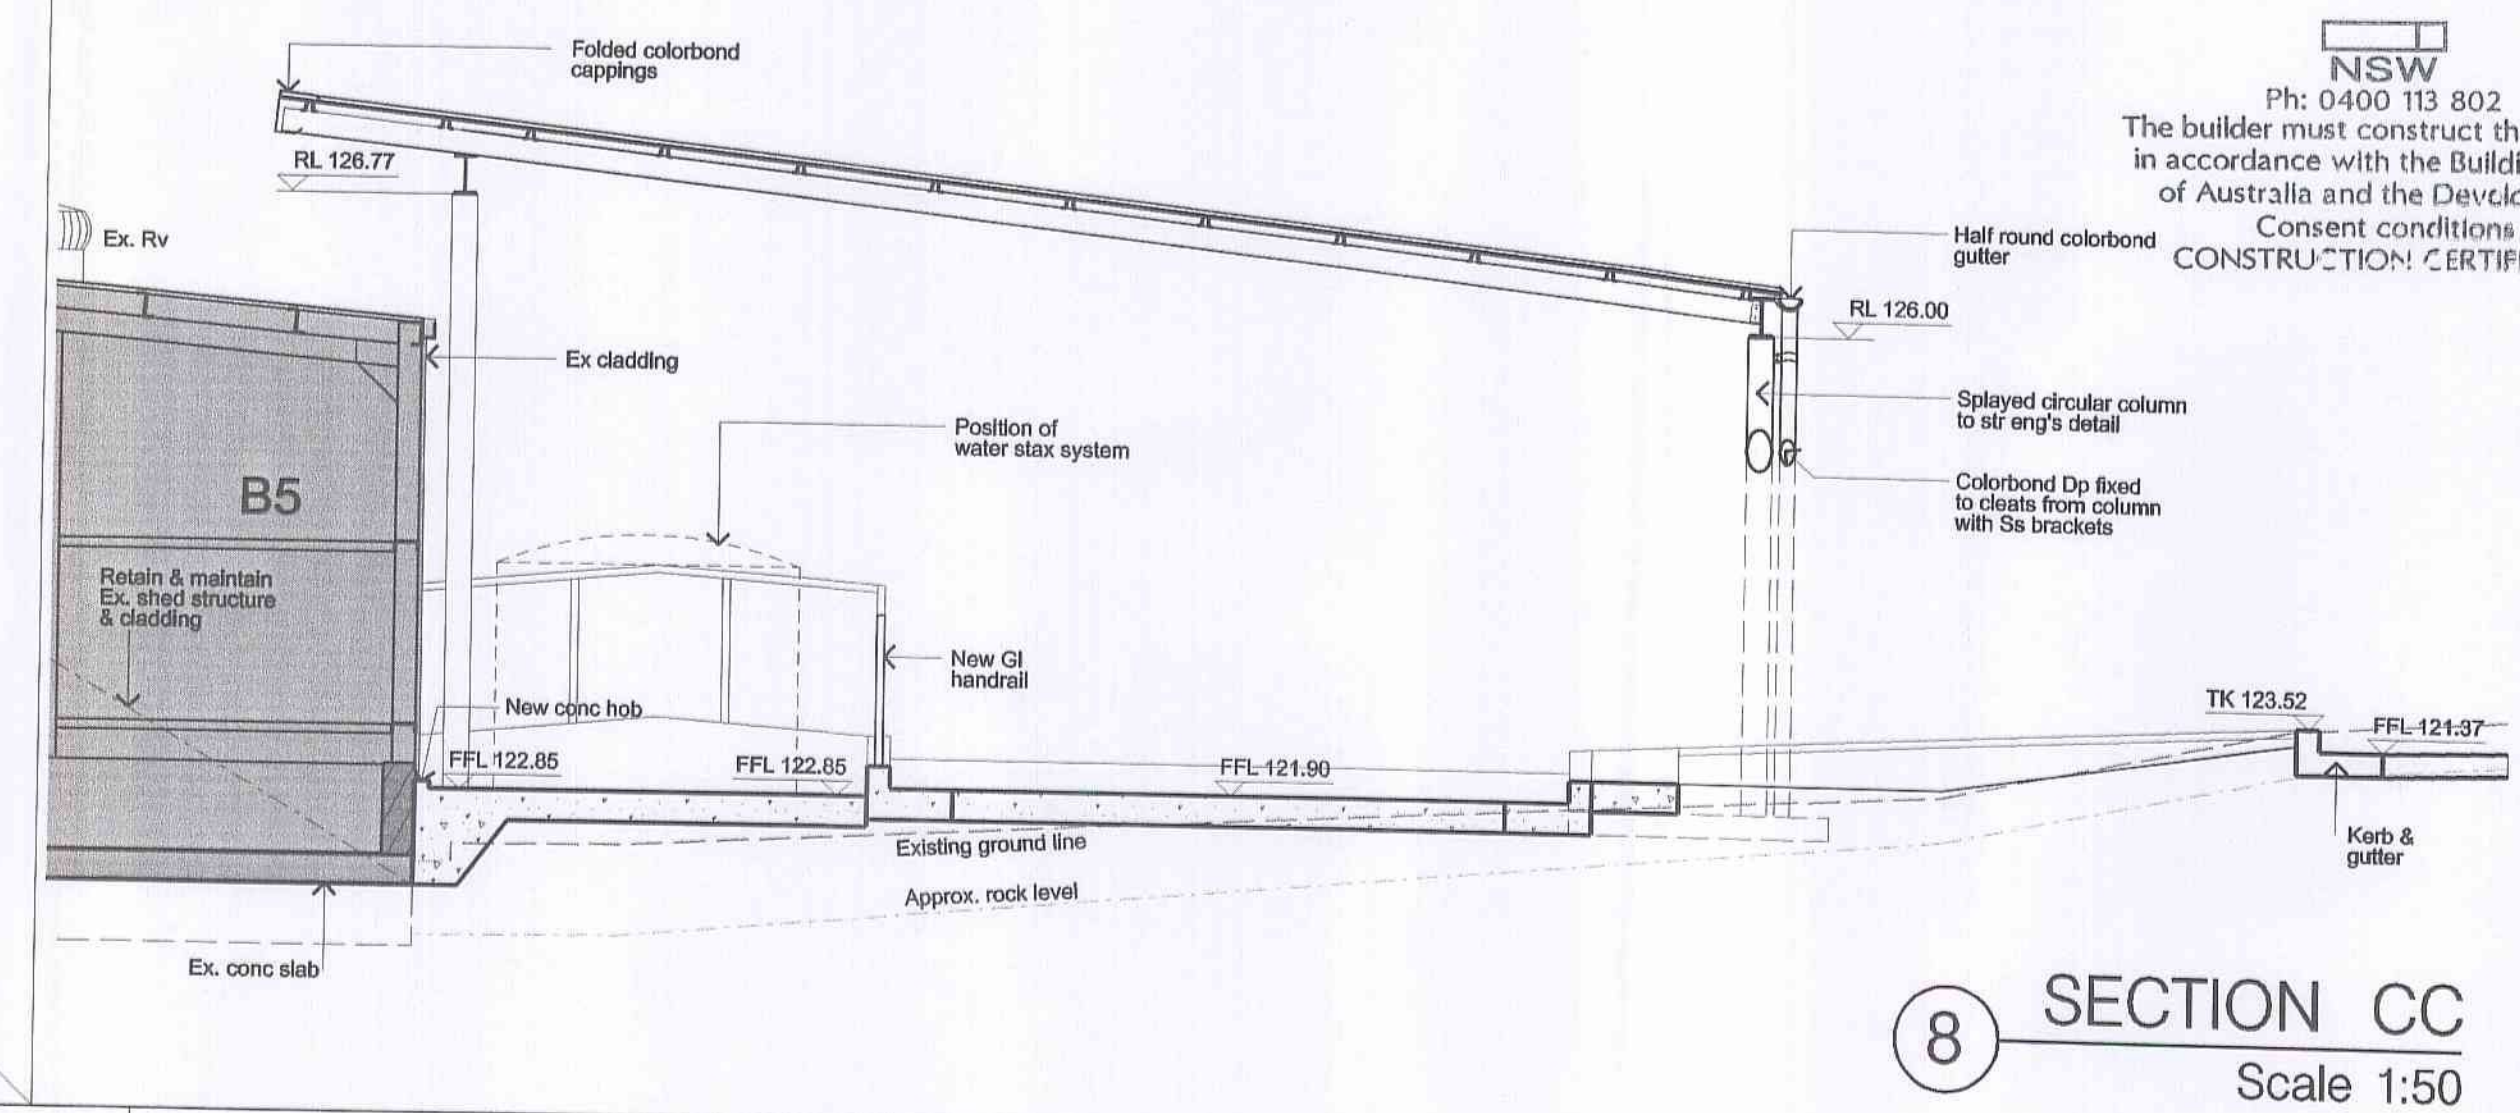 Folded colorbond
cappings
NSW
Ph: 0400 113 802
The builder must construct
in accordance with the
of Australia and the
Consent conditions
CONSTRUCTION
RL 126.77
Ex. Rv
Half round colorbond
gutter
RL 126.00
Ex cladding
Splayed circular column
to str eng's detail
Position of
water stax system
Colorbond Dp fixed
to cleats from column
with Ss brackets
B5
Retain & maintain
Ex. shed structure
& cladding
New GI
handrail
New conc hob
TK 123.52
FFL 121.37
FFL 122.85
FFL 122.85
FFL 121.90
Existing ground line
Kerb &
gutter
Approx. rock level
Ex. conc slab
8
SECTION CC
Scale 1:50